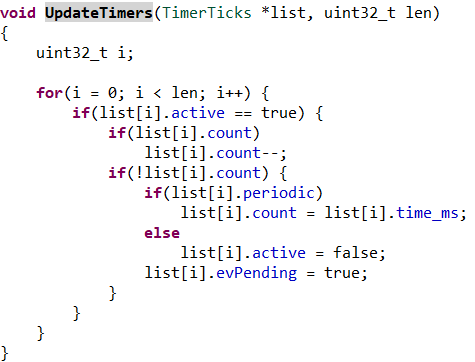 void UpdateTimers(TimerTicks *list, uint32_t len)
{
    uint32_t i;

    for(i = 0; i < len; i++) {
        if(list[i].active == true) {
            if(list[i].count)
                list[i].count--;
            if(!list[i].count) {
                if(list[i].periodic)
                    list[i].count = list[i].time_ms;
                else
                    list[i].active = false;
                list[i].evPending = true;
            }
        }
    }
}